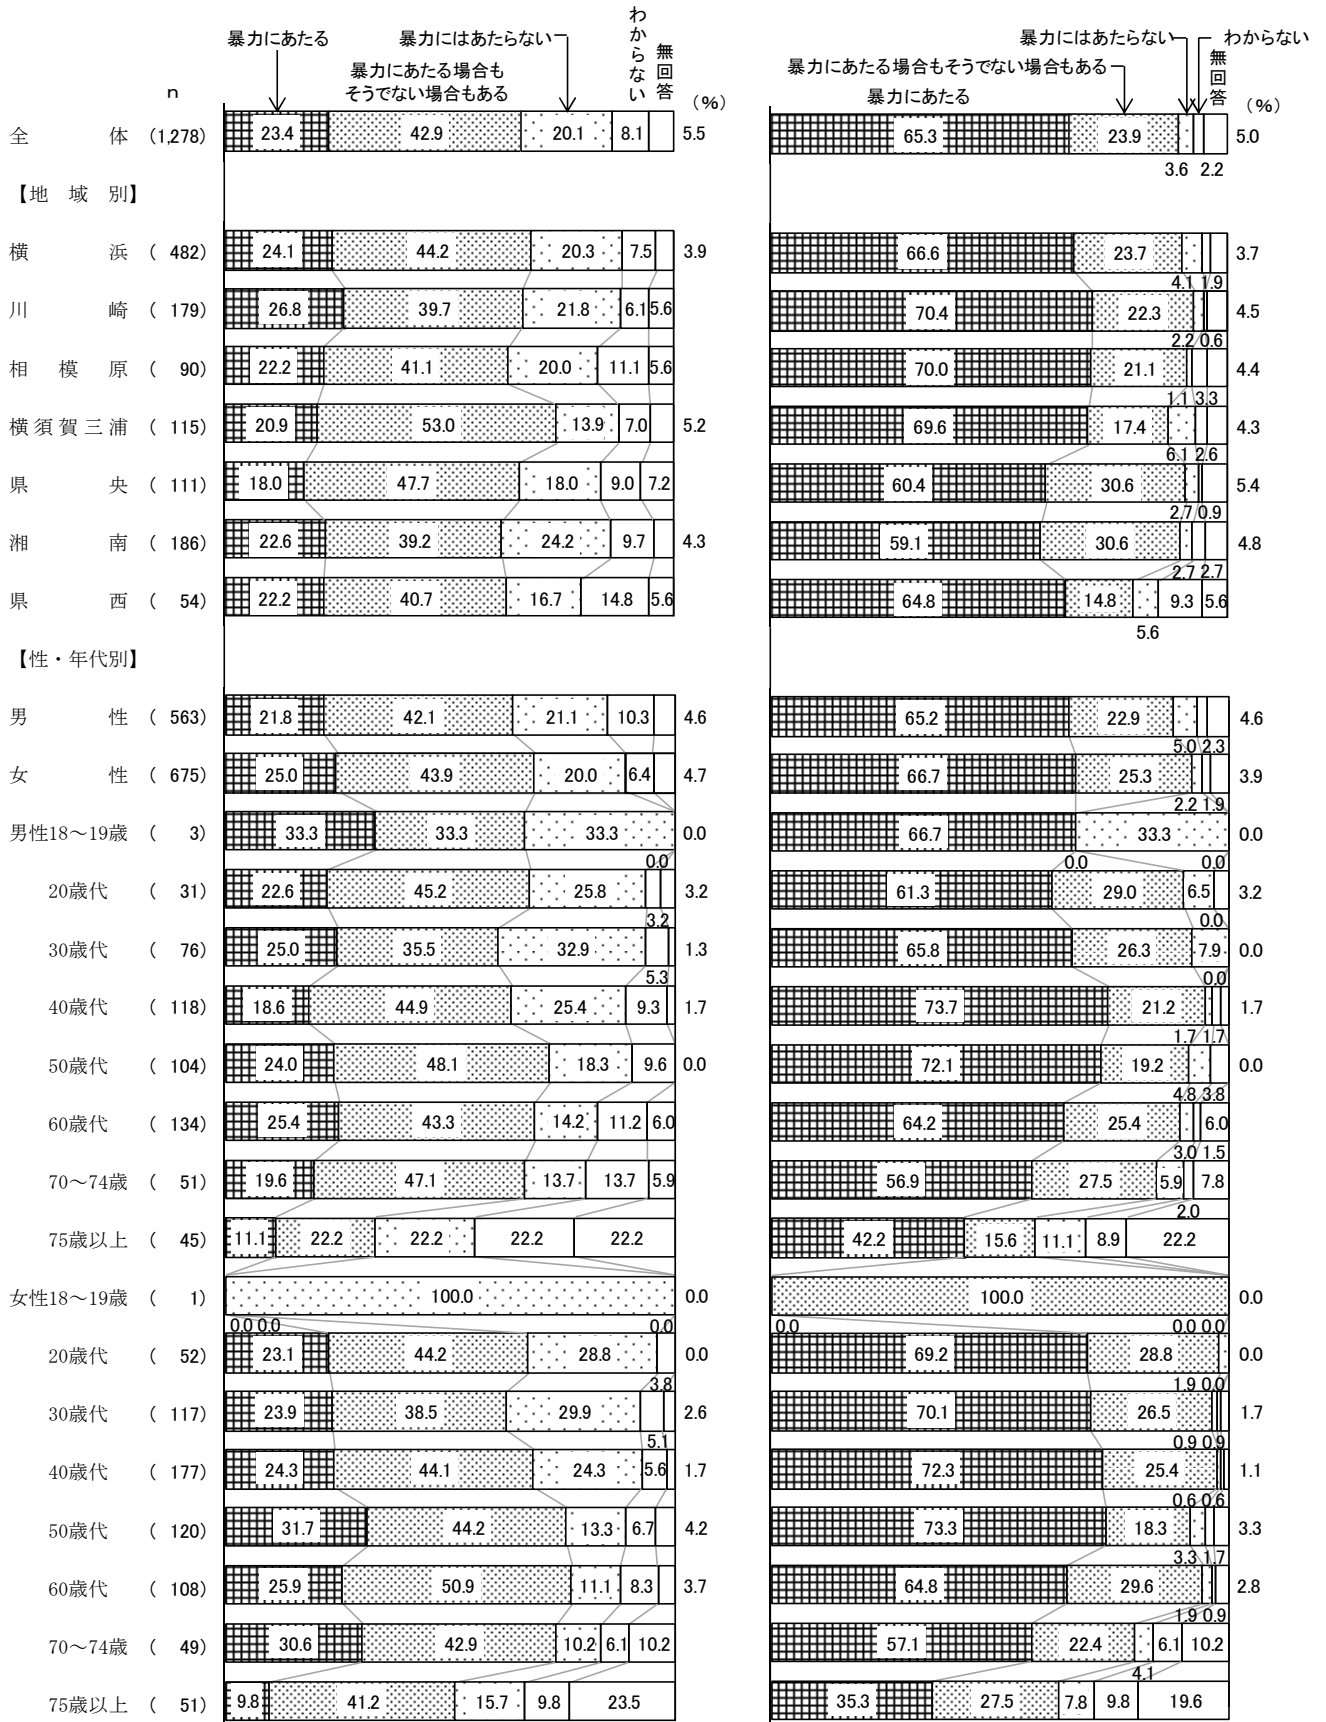 暴力にあたる 暴力にはあたらない わからない 無回答
暴力にあたる場合も
そうでない場合もある
n (%)
暴力にはあたらない わからない
暴力にあたる場合もそうでない場合もある 無回答
暴力にあたる (%)
全体 (1,278) 23.4 42.9 20.1 8.1 5.5 65.3 23.9 5.0
3.6 2.2
【地域別】
横浜 ( 482) 24.1 44.2 20.3 7.5 3.9 66.6 23.7 3.7
4.1 1.9
川崎 ( 179) 26.8 39.7 21.8 6.1 5.6 70.4 22.3 4.5
2.2 0.6
相模原 ( 90) 22.2 41.1 20.0 11.1 5.6 70.0 21.1 4.4
1.1 3.3
横須賀三浦 ( 115) 20.9 53.0 13.9 7.0 5.2 69.6 17.4 4.3
6.1 2.6
県央 ( 111) 18.0 47.7 18.0 9.0 7.2 60.4 30.6 5.4
2.7 0.9
湘南 ( 186) 22.6 39.2 24.2 9.7 4.3 59.1 30.6 4.8
2.7 2.7
県西 ( 54) 22.2 40.7 16.7 14.8 5.6 64.8 14.8 9.3 5.6
5.6
【性・年代別】
男性 ( 563) 21.8 42.1 21.1 10.3 4.6 65.2 22.9 4.6
5.0 2.3
女性 ( 675) 25.0 43.9 20.0 6.4 4.7 66.7 25.3 3.9
2.2 1.9
男性18～19歳 ( 3) 33.3 33.3 33.3 0.0 66.7 33.3 0.0
0.0 0.0 0.0
20歳代 ( 31) 22.6 45.2 25.8 3.2 61.3 29.0 6.5 3.2
3.2 0.0
30歳代 ( 76) 25.0 35.5 32.9 1.3 65.8 26.3 7.9 0.0
5.3 0.0
40歳代 ( 118) 18.6 44.9 25.4 9.3 1.7 73.7 21.2 1.7
1.7 1.7
50歳代 ( 104) 24.0 48.1 18.3 9.6 0.0 72.1 19.2 0.0
4.8 3.8
60歳代 ( 134) 25.4 43.3 14.2 11.2 6.0 64.2 25.4 6.0
3.0 1.5
70～74歳 ( 51) 19.6 47.1 13.7 13.7 5.9 56.9 27.5 5.9 7.8
2.0
75歳以上 ( 45) 11.1 22.2 22.2 22.2 22.2 42.2 15.6 11.1 8.9 22.2
女性18～19歳 ( 1) 100.0 0.0 100.0 0.0
0.0 0.0 0.0 0.0 0.0 0.0
20歳代 ( 52) 23.1 44.2 28.8 0.0 69.2 28.8 0.0
3.8 1.9 0.0
30歳代 ( 117) 23.9 38.5 29.9 2.6 70.1 26.5 1.7
5.1 0.9 0.9
40歳代 ( 177) 24.3 44.1 24.3 5.6 1.7 72.3 25.4 1.1
0.6 0.6
50歳代 ( 120) 31.7 44.2 13.3 6.7 4.2 73.3 18.3 3.3
3.3 1.7
60歳代 ( 108) 25.9 50.9 11.1 8.3 3.7 64.8 29.6 2.8
1.9 0.9
70～74歳 ( 49) 30.6 42.9 10.2 6.1 10.2 57.1 22.4 6.1 10.2
4.1
75歳以上 ( 51) 9.8 41.2 15.7 9.8 23.5 35.3 27.5 7.8 9.8 19.6